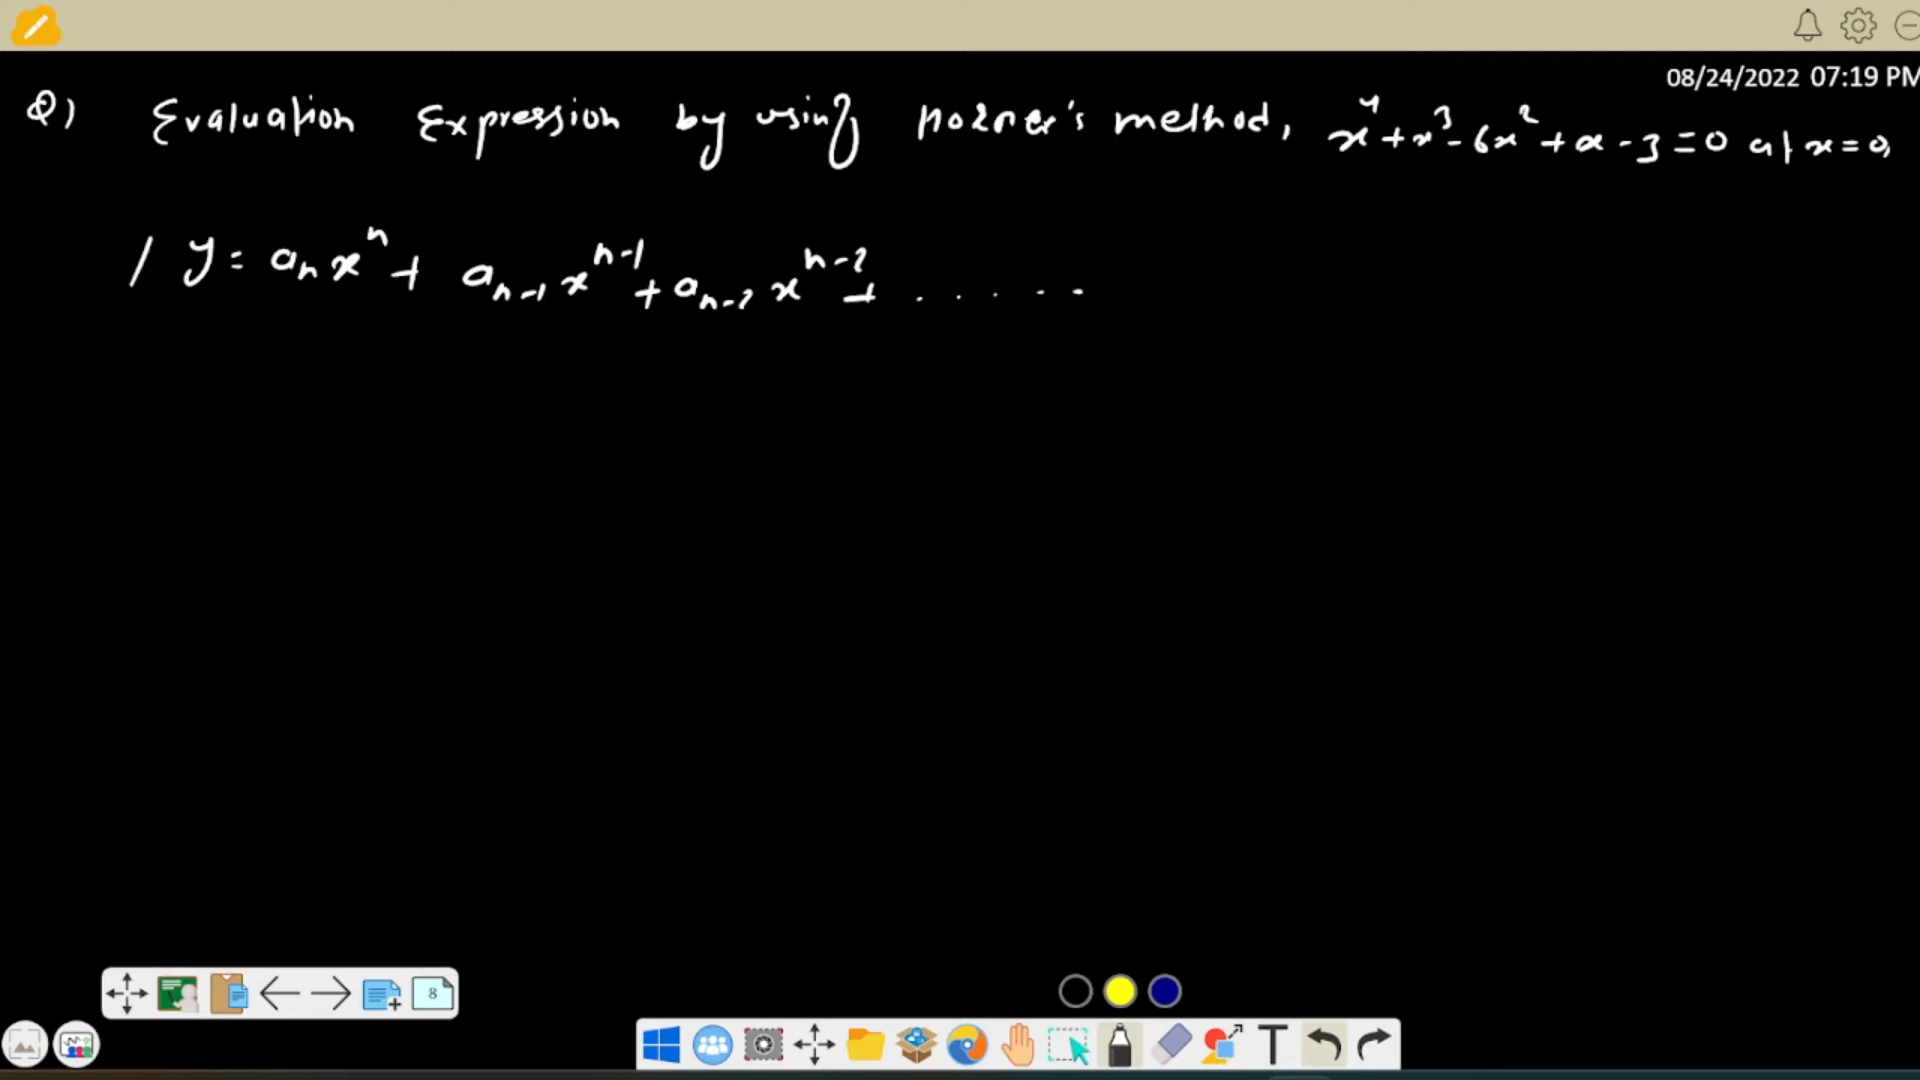 08/24/2022 07:19 PM
Q) Evaluation Expression by using horner's method, x⁴ + x³ - 6x² + x - 3 = 0 at x = 0,
/ y = aₙxⁿ + aₙ₋₁xⁿ⁻¹ + aₙ₋₂xⁿ⁻² + . . . . .
8
T